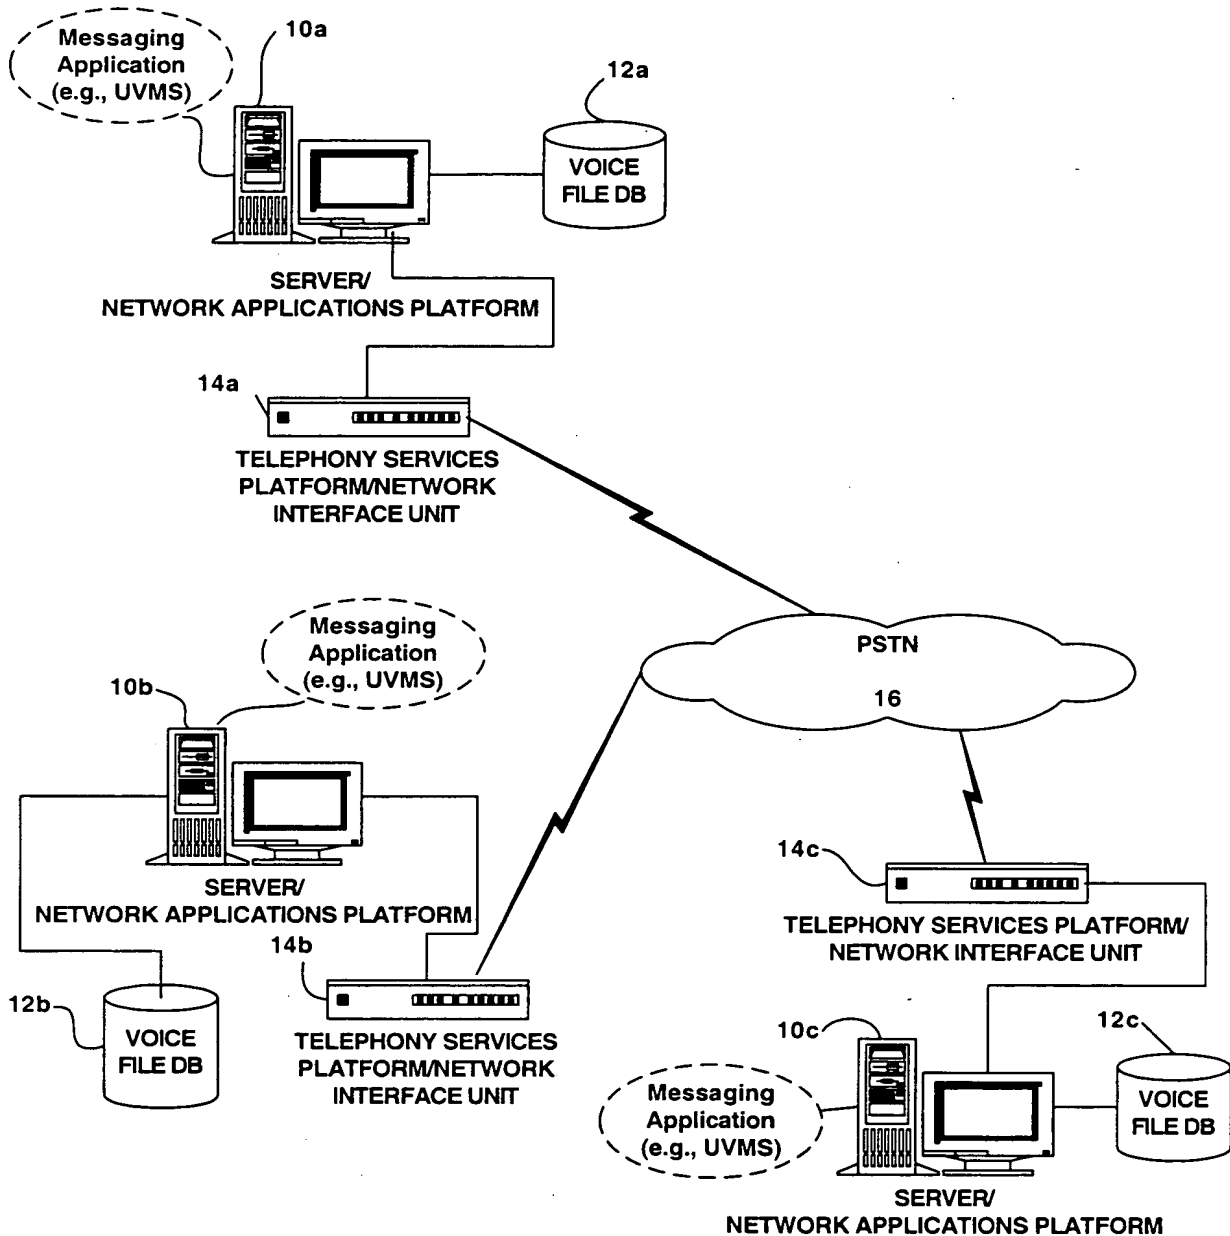 Messaging
Application
(e.g., UVMS)
10a
12a
VOICE
FILE DB
SERVER/
NETWORK APPLICATIONS PLATFORM
14a
TELEPHONY SERVICES
PLATFORM/NETWORK
INTERFACE UNIT
Messaging
Application
(e.g., UVMS)
10b
PSTN
16
SERVER/
NETWORK APPLICATIONS PLATFORM
14b
12b
VOICE
FILE DB
TELEPHONY SERVICES
PLATFORM/NETWORK
INTERFACE UNIT
14c
TELEPHONY SERVICES PLATFORM/
NETWORK INTERFACE UNIT
10c
12c
Messaging
Application
(e.g., UVMS)
VOICE
FILE DB
SERVER/
NETWORK APPLICATIONS PLATFORM